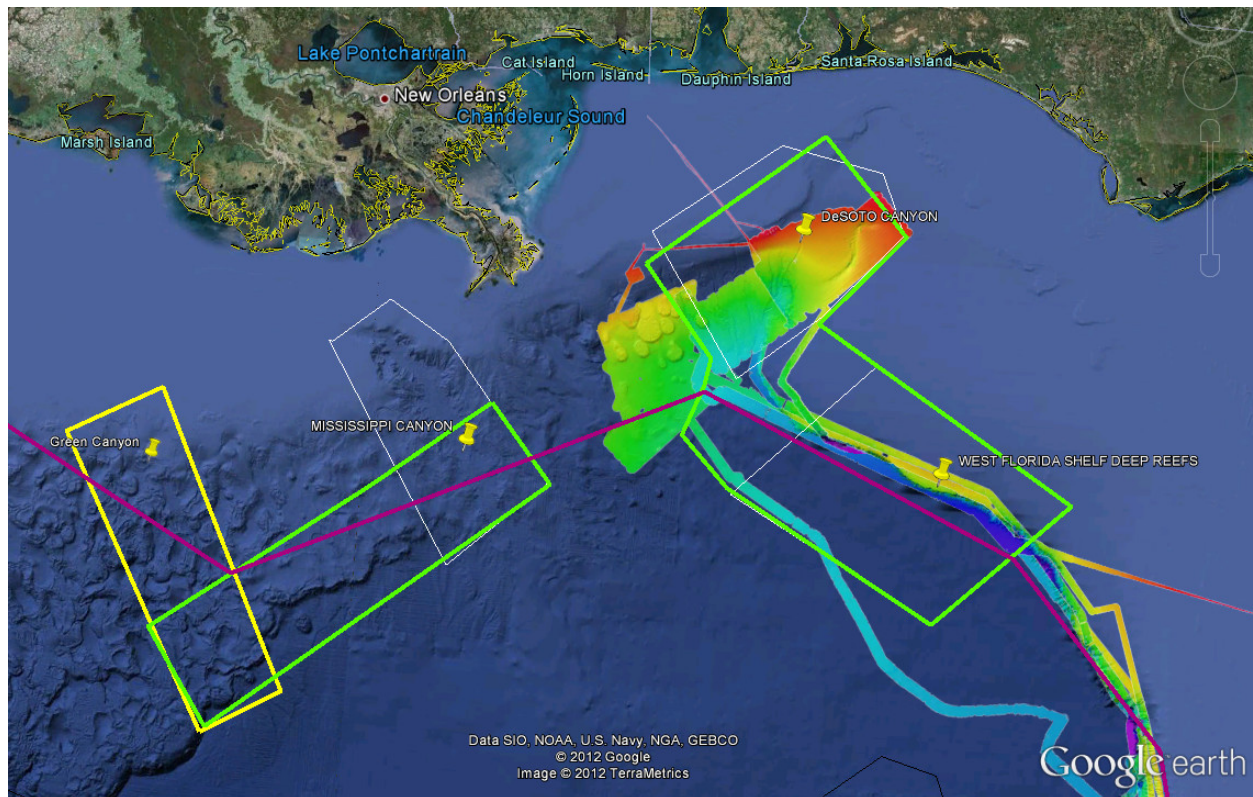 Lake Pontchartrain
Cat Island
Horn Island
Santa Rosa Island
Dauphin Island
New Orleans
Chandeleur Sound
Marsh Island
DeSOTO CANYON
MISSISSIPPI CANYON
Green Canyon
WEST FLORIDA SHELF DEEP REEFS
Data SIO, NOAA, U.S. Navy, NGA, GEBCO
© 2012 Google
Image © 2012 TerraMetrics
Google earth